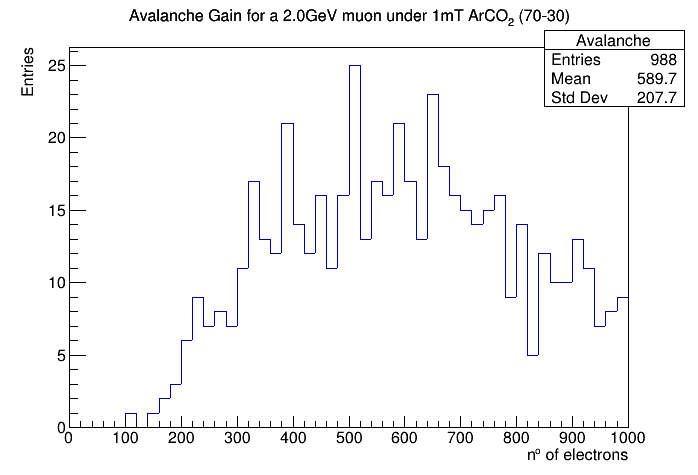 Avalanche Gain for a 2.0GeV muon under 1mT ArCO₂ (70-30)
Avalanche
Entries 988
Mean 589.7
Std Dev 207.7
Entries
25
20
15
10
5
0
0 100 200 300 400 500 600 700 800 900 1000
nº of electrons